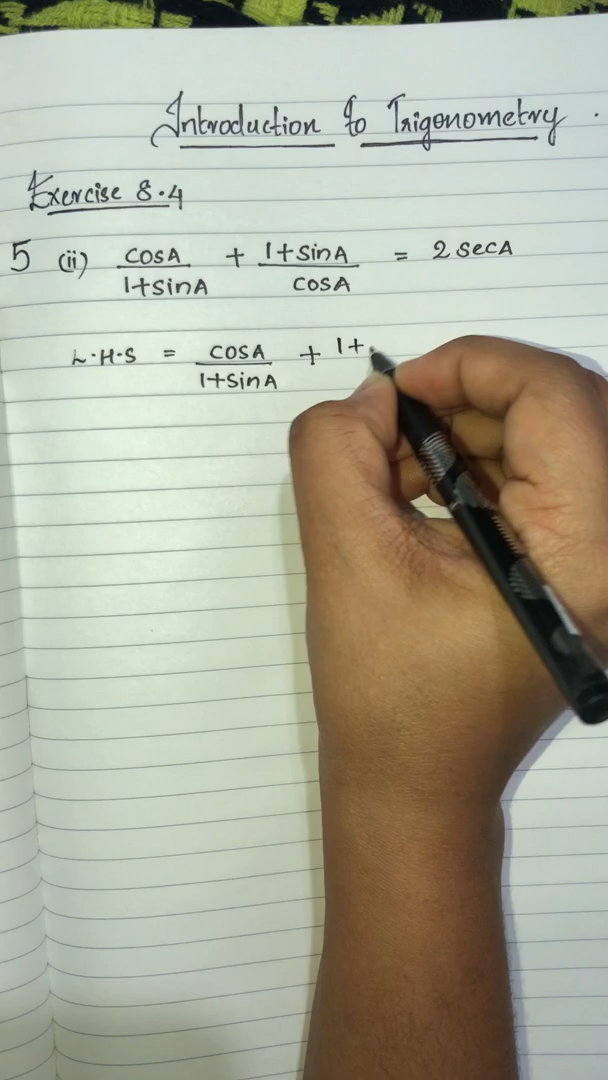 Introduction to Trigonometry.
Exercise 8.4
5 (ii) cosA/1+sinA + 1+sinA/cosA = 2 secA
L.H.S = cosA/1+sinA + 1+